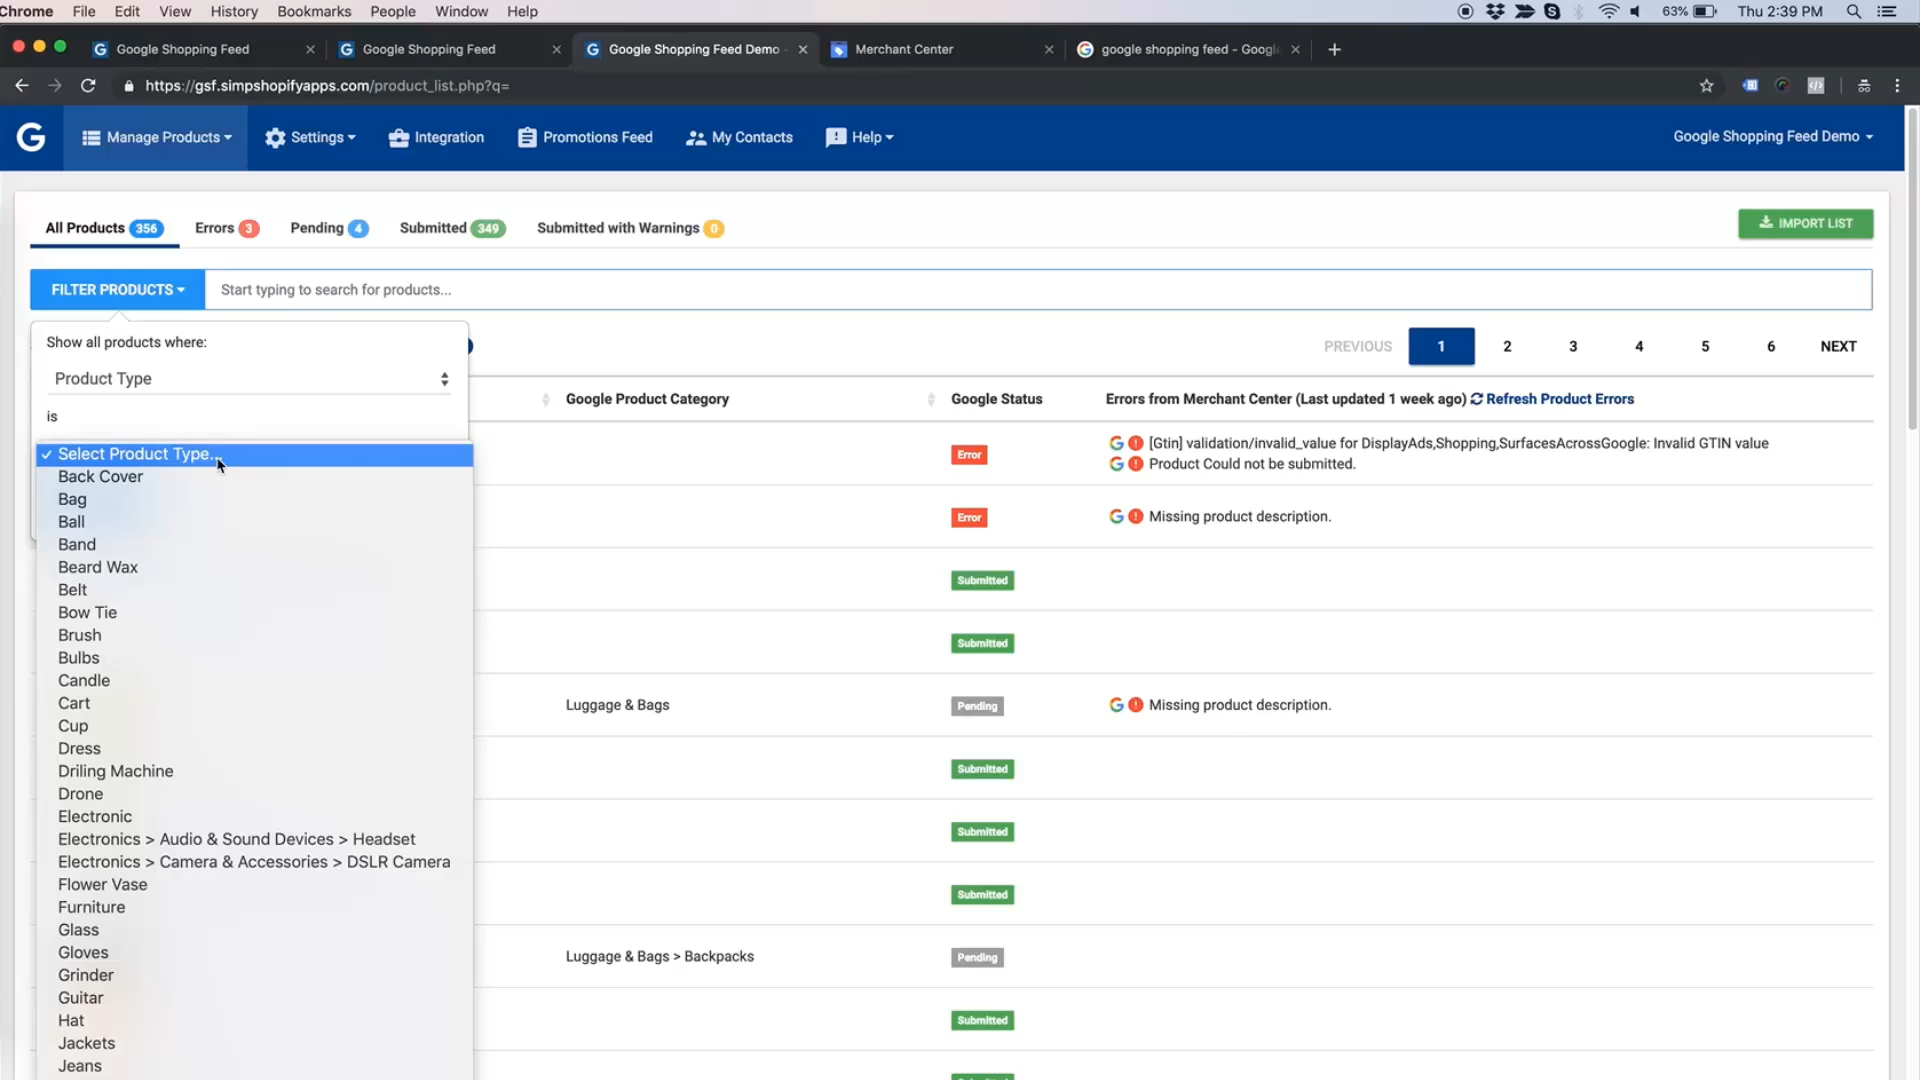 Chrome File Edit View History Bookmarks People Window Help 63% Thu 2:39 PM
Google Shopping Feed Google Shopping Feed Google Shopping Feed Demo - Merchant Center google shopping feed - Googl
https://gsf.simpshopifyapps.com/product_list.php?q=
G Manage Products Settings Integration Promotions Feed My Contacts Help Google Shopping Feed Demo
All Products 356 Errors 3 Pending 4 Submitted 349 Submitted with Warnings 0 IMPORT LIST
FILTER PRODUCTS Start typing to search for products...
Show all products where:
PREVIOUS 1 2 3 4 5 6 NEXT
Product Type
Google Product Category Google Status Errors from Merchant Center (Last updated 1 week ago) Refresh Product Errors
is
Select Product Type...
Error [Gtin] validation/invalid_value for DisplayAds,Shopping,SurfacesAcrossGoogle: Invalid GTIN value
Product Could not be submitted.
Back Cover
Bag
Error Missing product description.
Ball
Band
Beard Wax
Submitted
Belt
Bow Tie
Brush
Submitted
Bulbs
Candle
Cart
Luggage & Bags Pending Missing product description.
Cup
Dress
Submitted
Driling Machine
Drone
Electronic
Submitted
Electronics > Audio & Sound Devices > Headset
Electronics > Camera & Accessories > DSLR Camera
Flower Vase
Submitted
Furniture
Glass
Gloves
Luggage & Bags > Backpacks Pending
Grinder
Guitar
Hat
Submitted
Jackets
Jeans